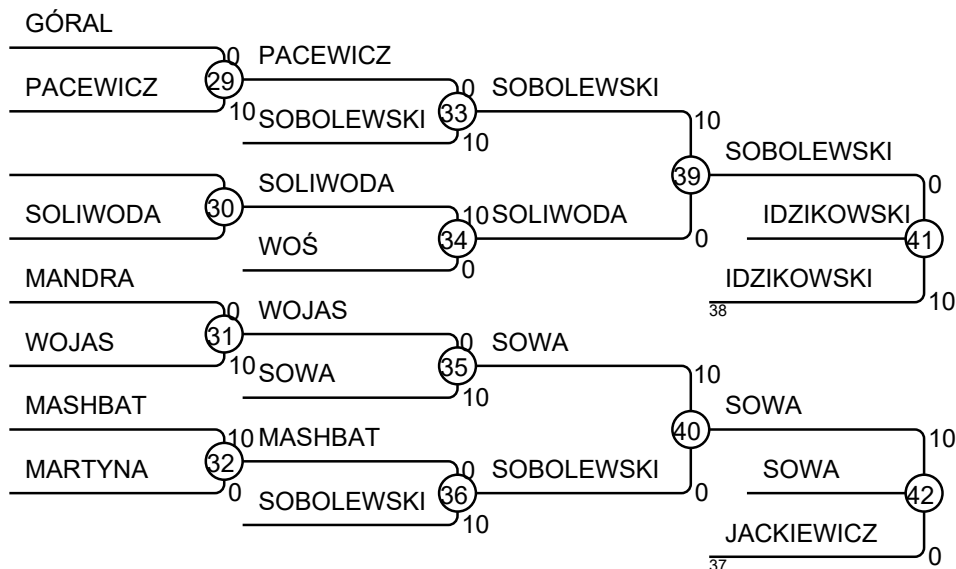 GÓRAL
0 PACEWICZ
PACEWICZ 29 0 SOBOLEWSKI
10 SOBOLEWSKI 33 10
10
SOBOLEWSKI
SOLIWODA 39 0
SOLIWODA 30 10 SOLIWODA IDZIKOWSKI
WOŚ 34 0 41
MANDRA 0 IDZIKOWSKI
0 WOJAS 38 10
WOJAS 31 0 SOWA
10 SOWA 35 10
MASHBAT 10 SOWA
10 MASHBAT 40 10
MARTYNA 32 0 SOBOLEWSKI SOWA
0 SOBOLEWSKI 36 0 42
10 JACKIEWICZ
37 0